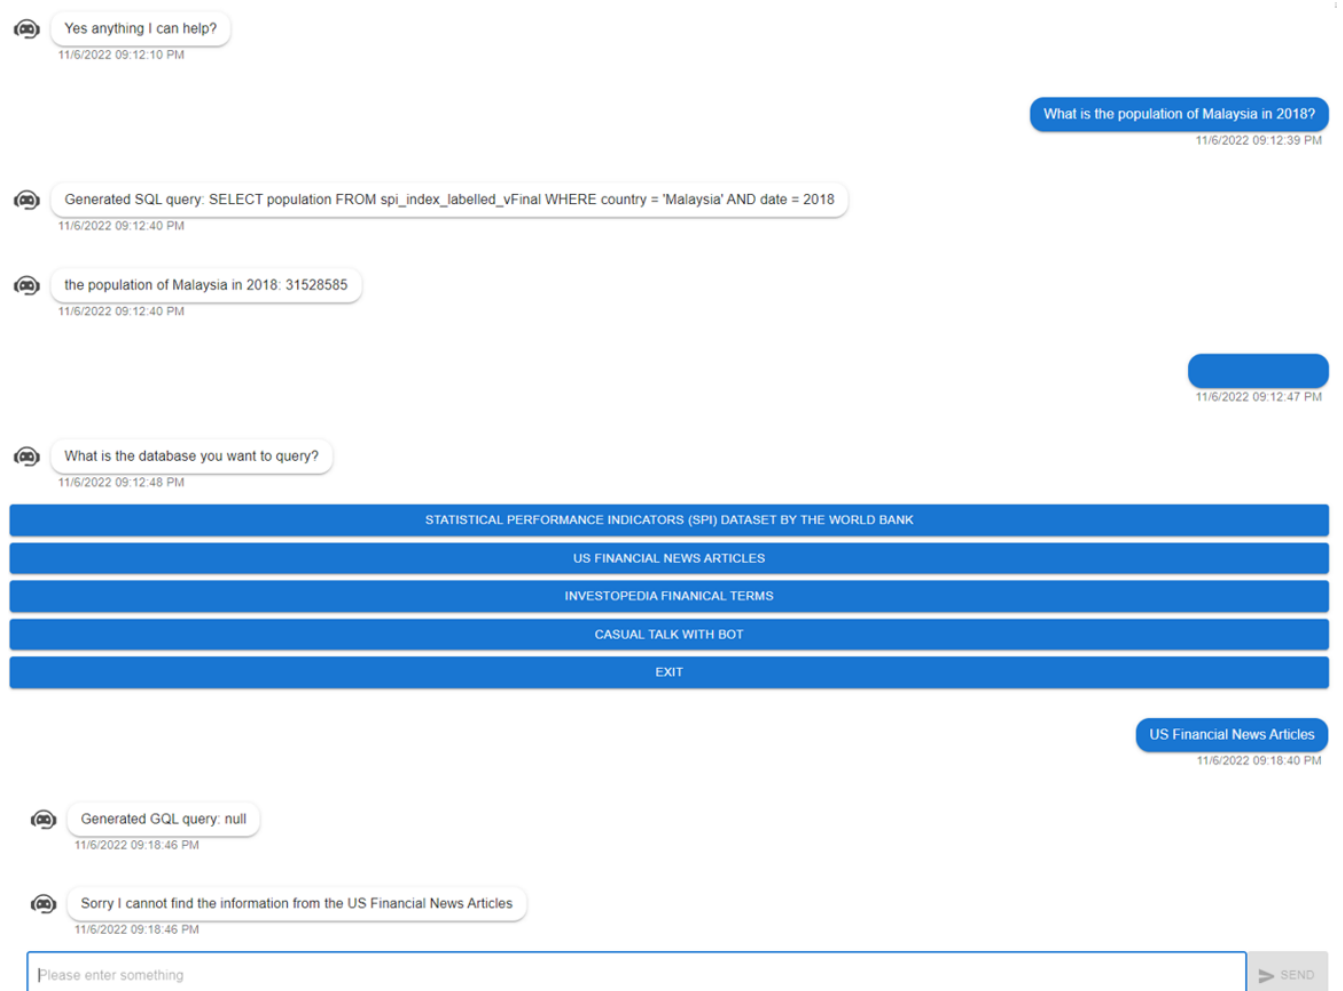 Yes anything I can help?
11/6/2022 09:12:10 PM
What is the population of Malaysia in 2018?
11/6/2022 09:12:39 PM
Generated SQL query: SELECT population FROM spi_index_labelled_vFinal WHERE country = 'Malaysia' AND date = 2018
11/6/2022 09:12:40 PM
the population of Malaysia in 2018: 31528585
11/6/2022 09:12:40 PM
11/6/2022 09:12:47 PM
What is the database you want to query?
11/6/2022 09:12:48 PM
STATISTICAL PERFORMANCE INDICATORS (SPI) DATASET BY THE WORLD BANK
US FINANCIAL NEWS ARTICLES
INVESTOPEDIA FINANICAL TERMS
CASUAL TALK WITH BOT
EXIT
US Financial News Articles
11/6/2022 09:18:40 PM
Generated GQL query: null
11/6/2022 09:18:46 PM
Sorry I cannot find the information from the US Financial News Articles
11/6/2022 09:18:46 PM
Please enter something
SEND